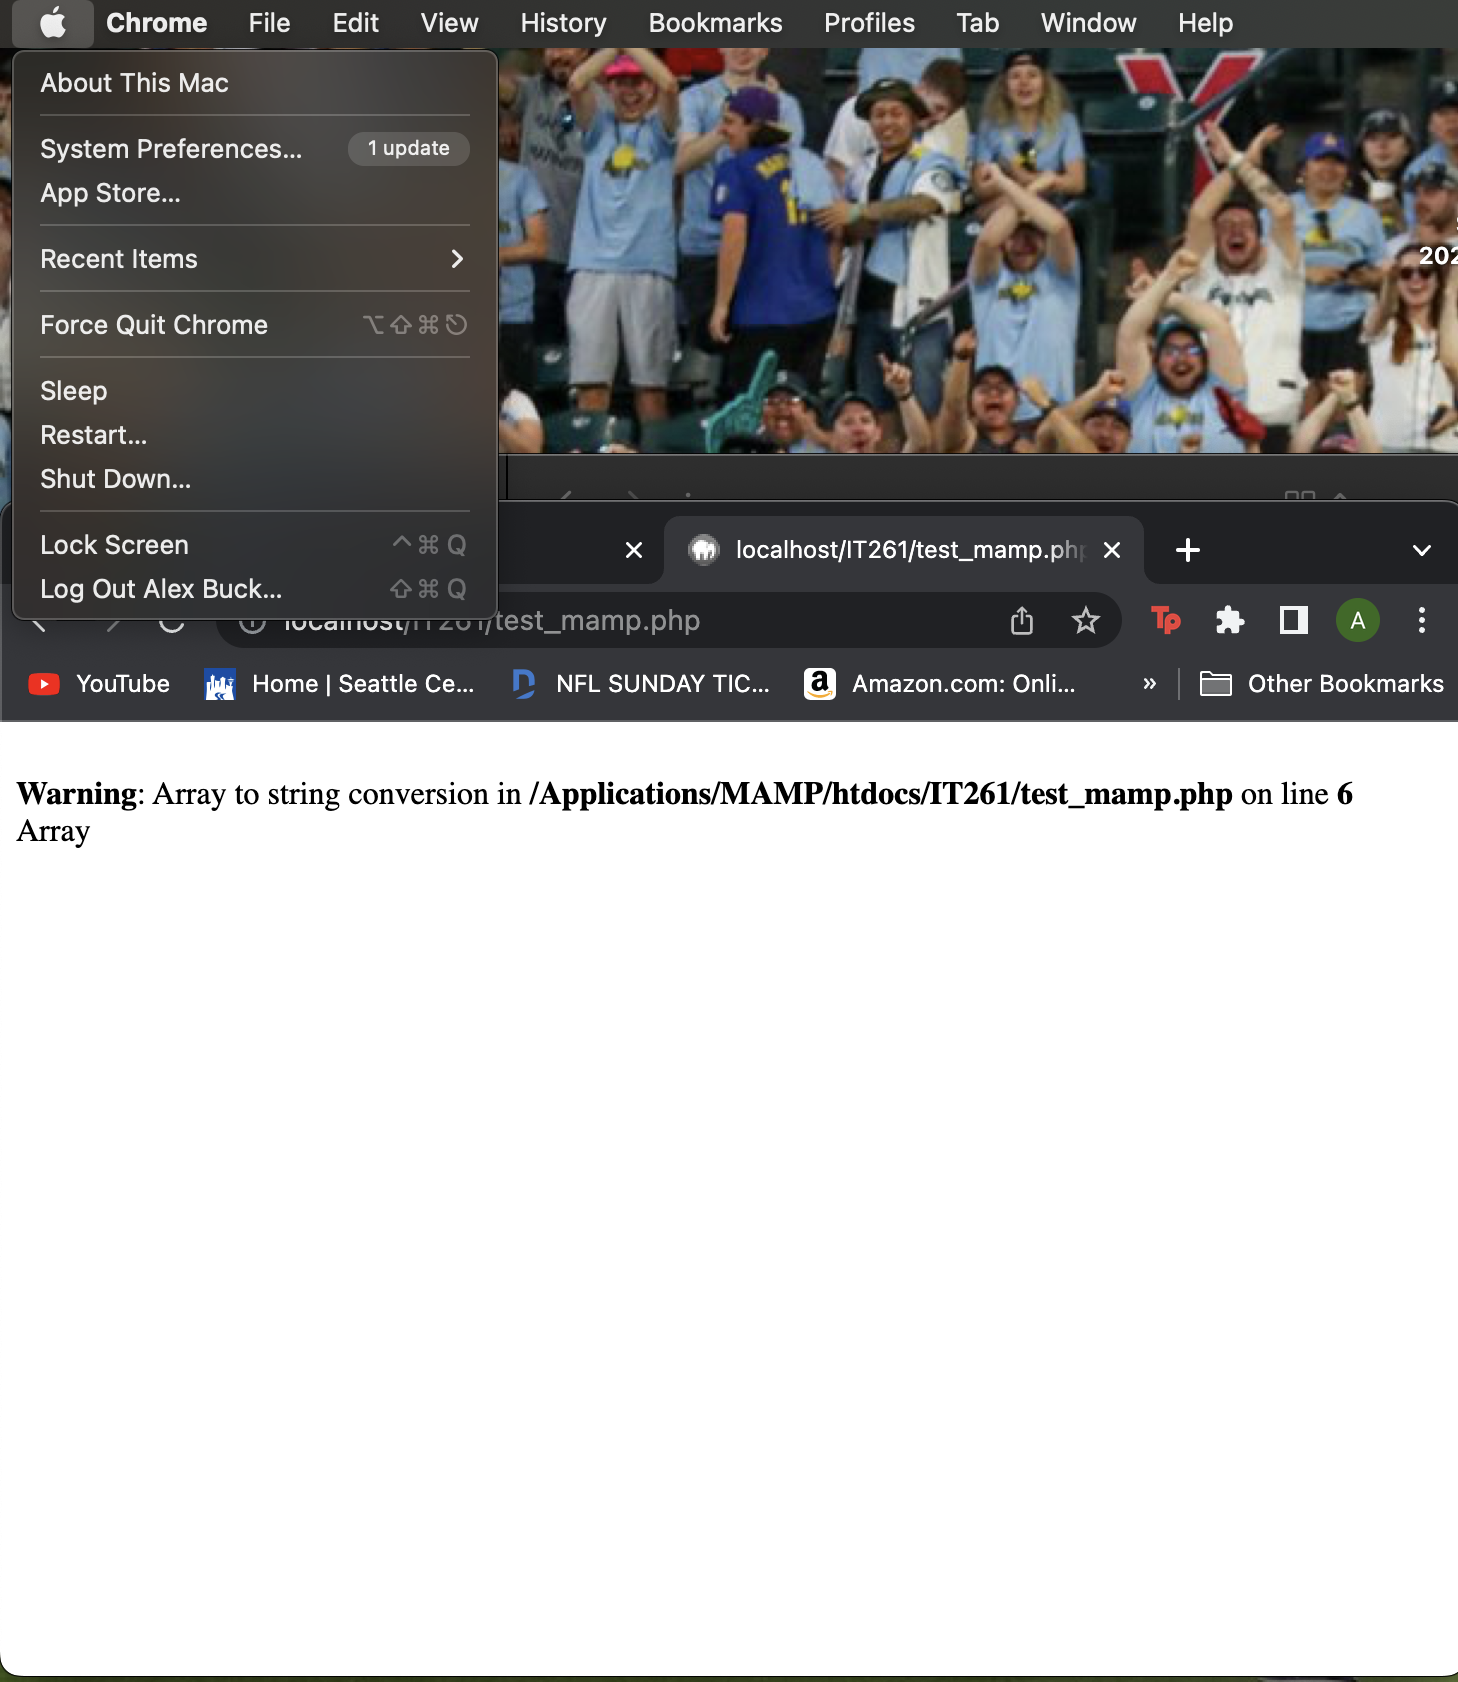 Chrome File Edit View History Bookmarks Profiles Tab Window Help
About This Mac
System Preferences... 1 update
App Store...
Recent Items
Force Quit Chrome ⌥⇧⌘⎋
Sleep
Restart...
Shut Down...
Lock Screen ^⌘Q
Log Out Alex Buck... ⇧⌘Q
202
localhost/IT261/test_mamp.php
localhost/IT261/test_mamp.php
Tp
A
YouTube Home | Seattle Ce... NFL SUNDAY TIC... Amazon.com: Onli... » Other Bookmarks
Warning: Array to string conversion in /Applications/MAMP/htdocs/IT261/test_mamp.php on line 6
Array